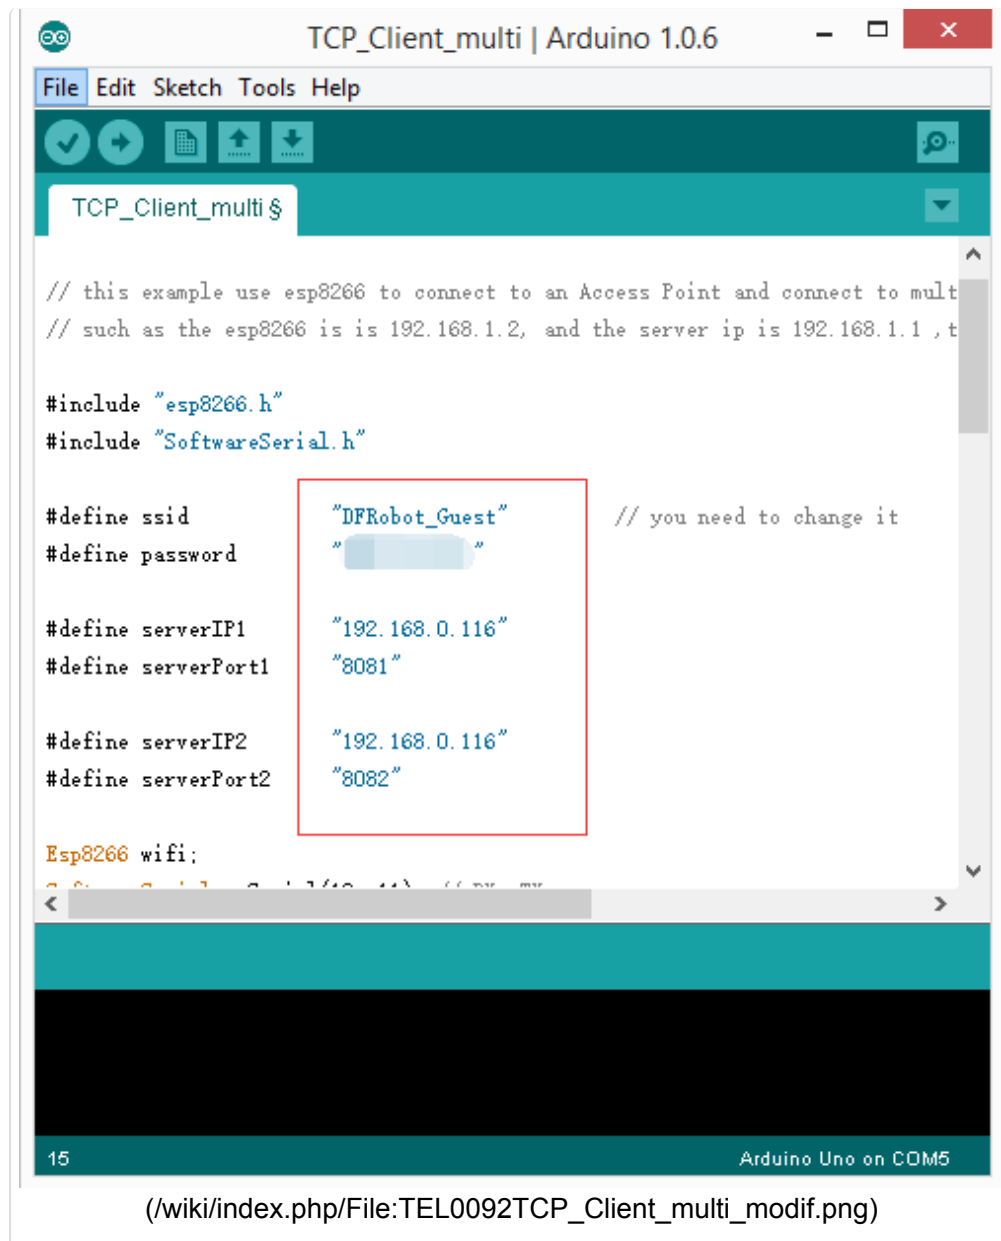 TCP_Client_multi | Arduino 1.0.6
File Edit Sketch Tools Help
TCP_Client_multi §
// this example use esp8266 to connect to an Access Point and connect to mult
// such as the esp8266 is is 192.168.1.2, and the server ip is 192.168.1.1 ,t
#include "esp8266.h"
#include "SoftwareSerial.h"
#define ssid "DFRobot_Guest" // you need to change it
#define password " "
#define serverIP1 "192.168.0.116"
#define serverPort1 "8081"
#define serverIP2 "192.168.0.116"
#define serverPort2 "8082"
Esp8266 wifi;
15 Arduino Uno on COM5
(/wiki/index.php/File:TEL0092TCP_Client_multi_modif.png)